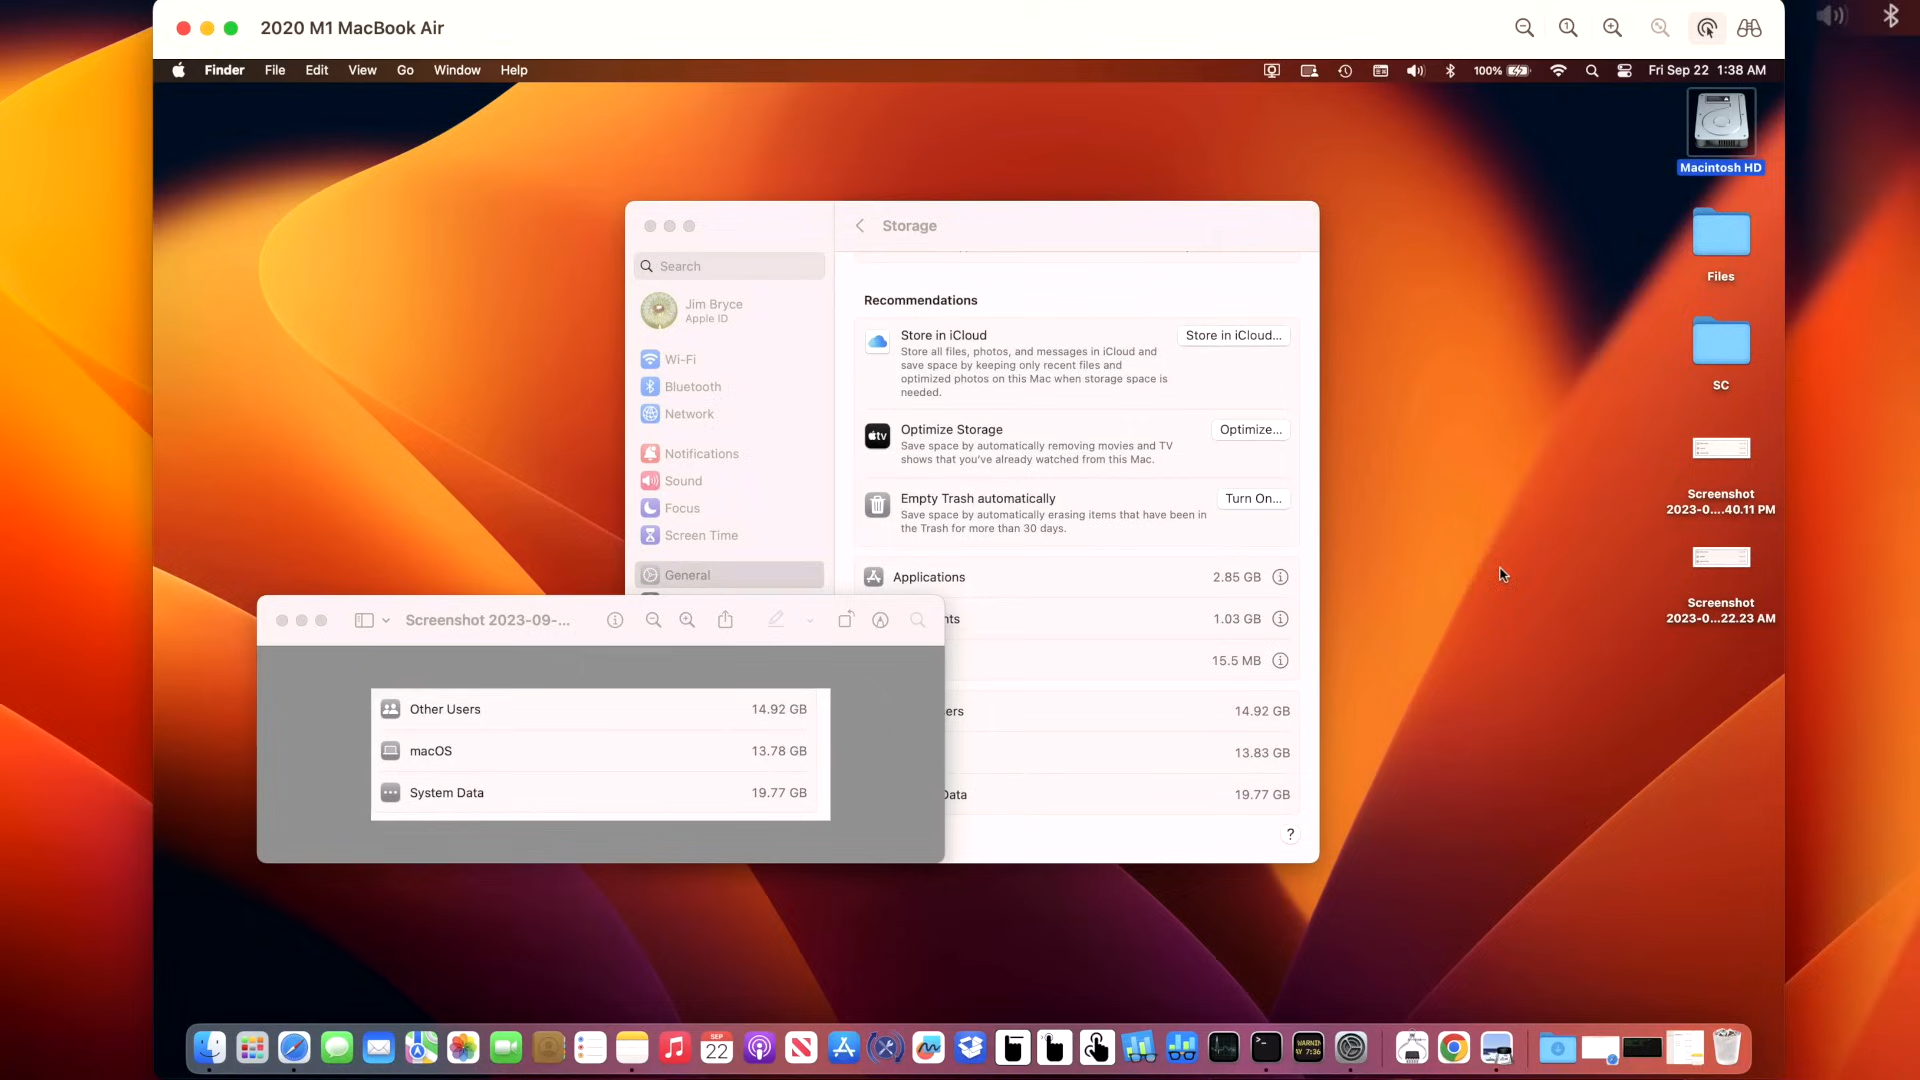 2020 M1 MacBook Air
Finder File Edit View Go Window Help
100% Fri Sep 22 1:38 AM
Macintosh HD
Files
SC
Screenshot
2023-0....40.11 PM
Screenshot
2023-0...22.23 AM
Storage
Search
Jim Bryce
Apple ID
Wi-Fi
Bluetooth
Network
Notifications
Sound
Focus
Screen Time
General
Recommendations
Store in iCloud
Store in iCloud...
Store all files, photos, and messages in iCloud and
save space by keeping only recent files and
optimized photos on this Mac when storage space is
needed.
Optimize Storage
Optimize...
Save space by automatically removing movies and TV
shows that you've already watched from this Mac.
Empty Trash automatically
Turn On...
Save space by automatically erasing items that have been in
the Trash for more than 30 days.
Applications 2.85 GB
nts 1.03 GB
15.5 MB
ers 14.92 GB
13.83 GB
Data 19.77 GB
?
Screenshot 2023-09-...
Other Users 14.92 GB
macOS 13.78 GB
System Data 19.77 GB
tv
SEP
22